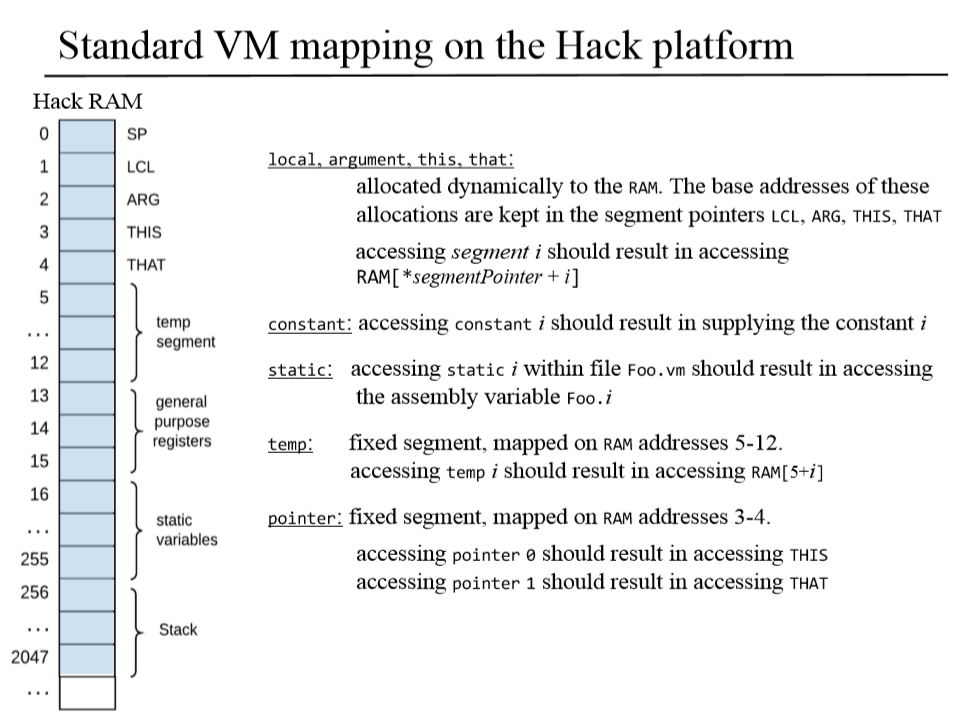 Standard VM mapping on the Hack platform
Hack RAM
0 SP
1 LCL
2 ARG
3 THIS
4 THAT
5
...
12
temp
segment
13
14
15
general
purpose
registers
16
...
255
static
variables
256
...
2047
Stack
...
local, argument, this, that:
allocated dynamically to the RAM. The base addresses of these
allocations are kept in the segment pointers LCL, ARG, THIS, THAT
accessing segment i should result in accessing
RAM[*segmentPointer + i]
constant: accessing constant i should result in supplying the constant i
static: accessing static i within file Foo.vm should result in accessing
the assembly variable Foo.i
temp: fixed segment, mapped on RAM addresses 5-12.
accessing temp i should result in accessing RAM[5+i]
pointer: fixed segment, mapped on RAM addresses 3-4.
accessing pointer 0 should result in accessing THIS
accessing pointer 1 should result in accessing THAT